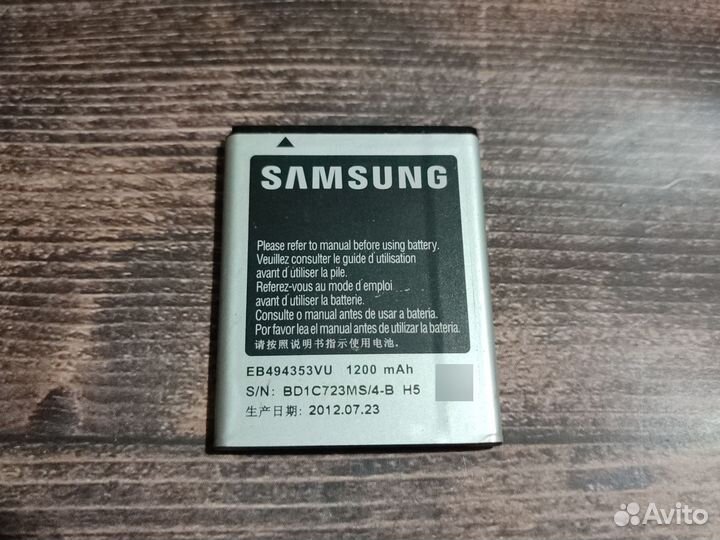 SAMSUNG
Please refer to manual before using battery.
Veuillez consulter le guide d'utilisation
avant d'utiliser la pile.
Referez-vous au mode d'emploi
avant d'utiliser la batterie.
Consulte o manual antes de usar a bateria.
Por favor lea el manual antes de utilizar la bateria.
请按照说明书指示使用电池。
EB494353VU 1200 mAh
S/N: BD1C723MS/4-B H5
生产日期: 2012.07.23
Avito